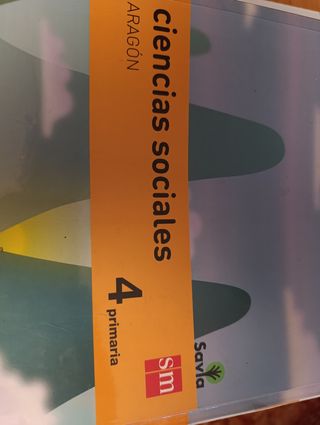 ciencias sociales
ARAGÓN
4
primaria
sm
Savia